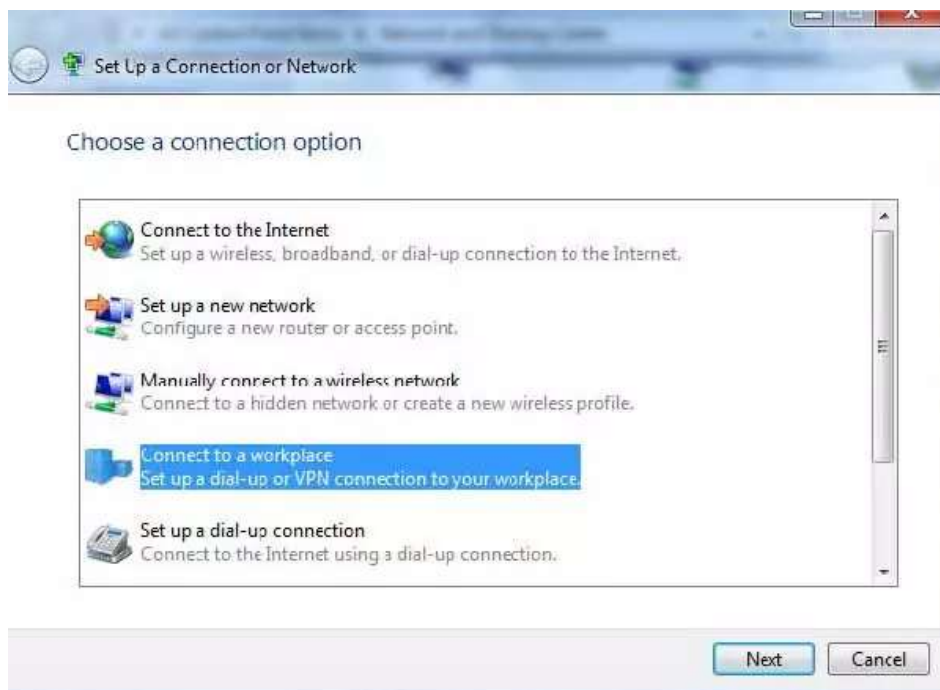 Set Up a Connection or Network
Choose a connection option
Connect to the Internet
Set up a wireless, broadband, or dial-up connection to the Internet.
Set up a new network
Configure a new router or access point.
Manually connect to a wireless network
Connect to a hidden network or create a new wireless profile.
Connect to a workplace
Set up a dial-up or VPN connection to your workplace.
Set up a dial-up connection
Connect to the Internet using a dial-up connection.
Next
Cancel